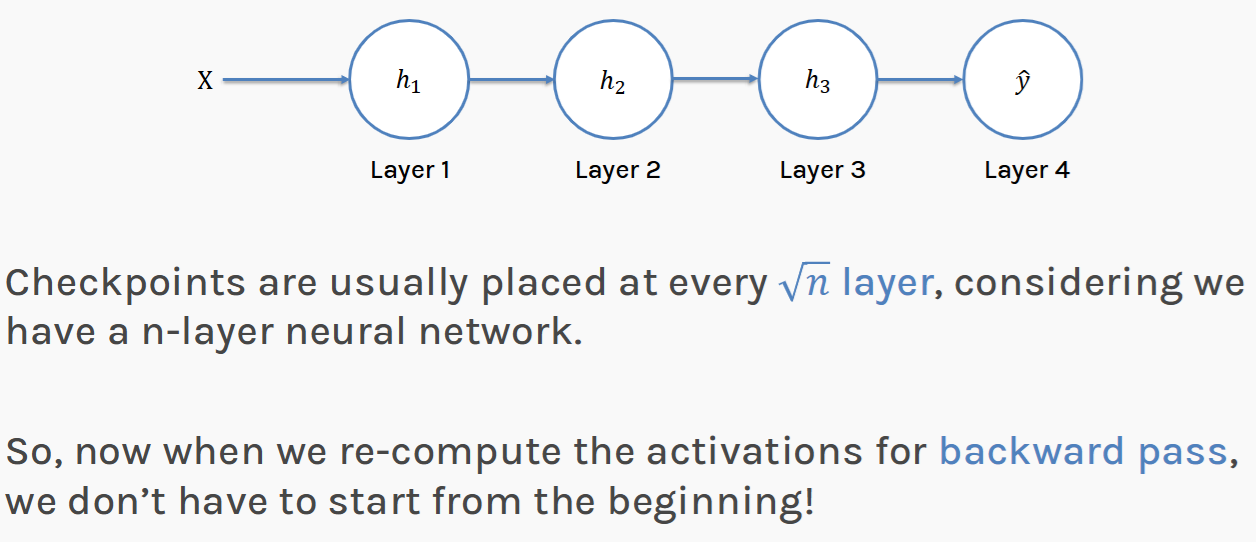 X h₁ h₂ h₃ ŷ
Layer 1 Layer 2 Layer 3 Layer 4
Checkpoints are usually placed at every √n layer, considering we
have a n-layer neural network.
So, now when we re-compute the activations for backward pass,
we don’t have to start from the beginning!